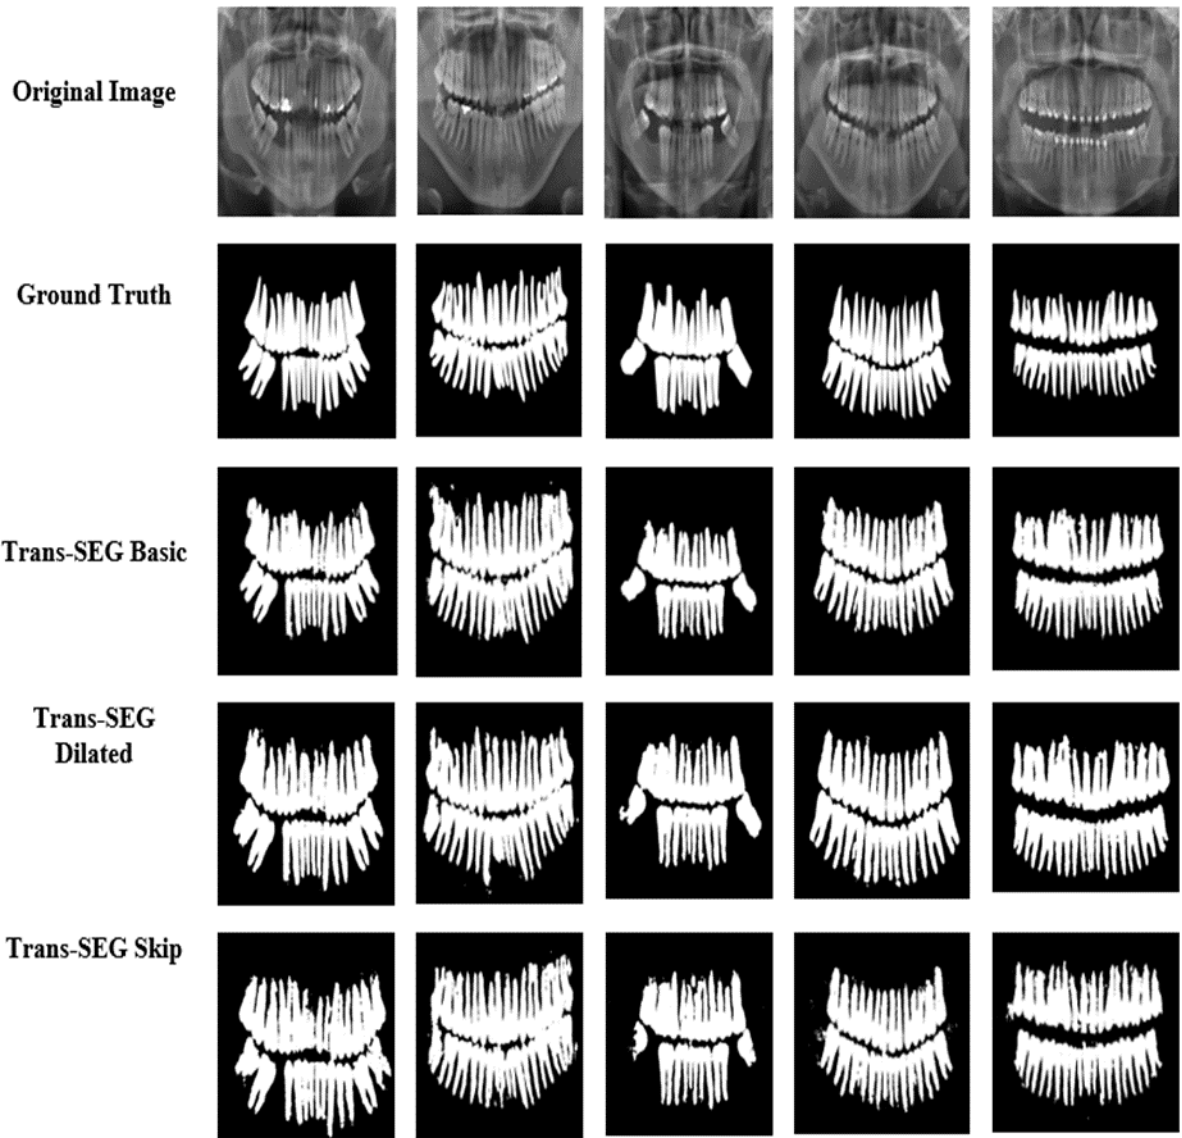 Original Image
Ground Truth
Trans-SEG Basic
Trans-SEG
Dilated
Trans-SEG Skip